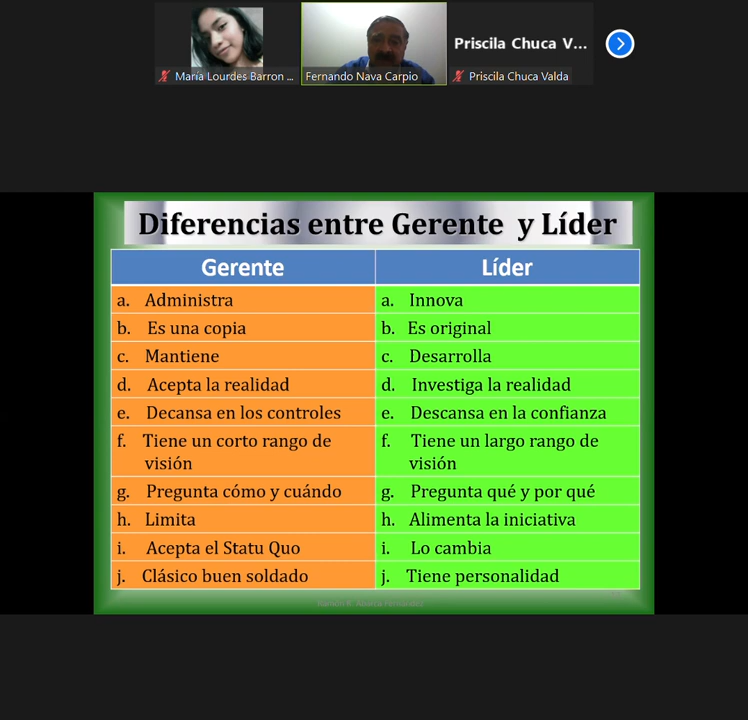 Priscila Chuca V...
María Lourdes Barron ...
Fernando Nava Carpio
Priscila Chuca Valda
Diferencias entre Gerente y Líder
Gerente
Líder
a. Administra
a. Innova
b. Es una copia
b. Es original
c. Mantiene
c. Desarrolla
d. Acepta la realidad
d. Investiga la realidad
e. Decansa en los controles
e. Descansa en la confianza
f. Tiene un corto rango de
visión
f. Tiene un largo rango de
visión
g. Pregunta cómo y cuándo
g. Pregunta qué y por qué
h. Limita
h. Alimenta la iniciativa
i. Acepta el Statu Quo
i. Lo cambia
j. Clásico buen soldado
j. Tiene personalidad